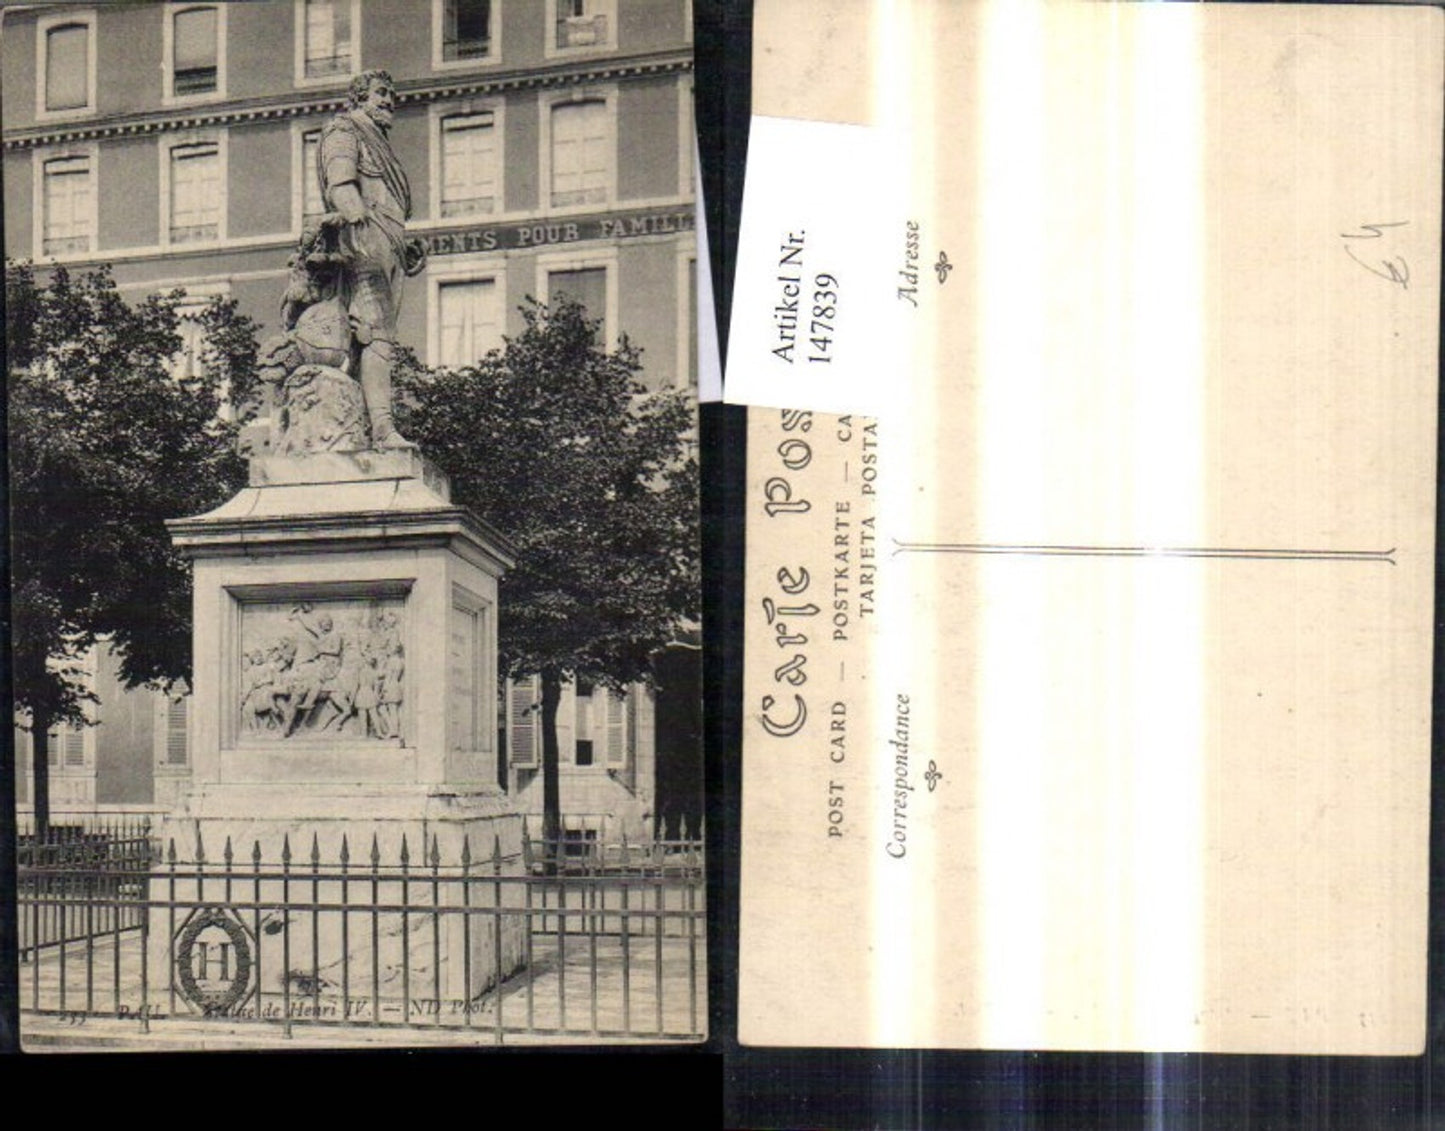 MENTS POUR FAMILL
H
PAU. — Statue de Henri IV. — ND Phot.
Artikel Nr.
147839
Carte Pos
POST CARD — POSTKARTE — CA
TARJETA POSTA
Correspondance
Adresse